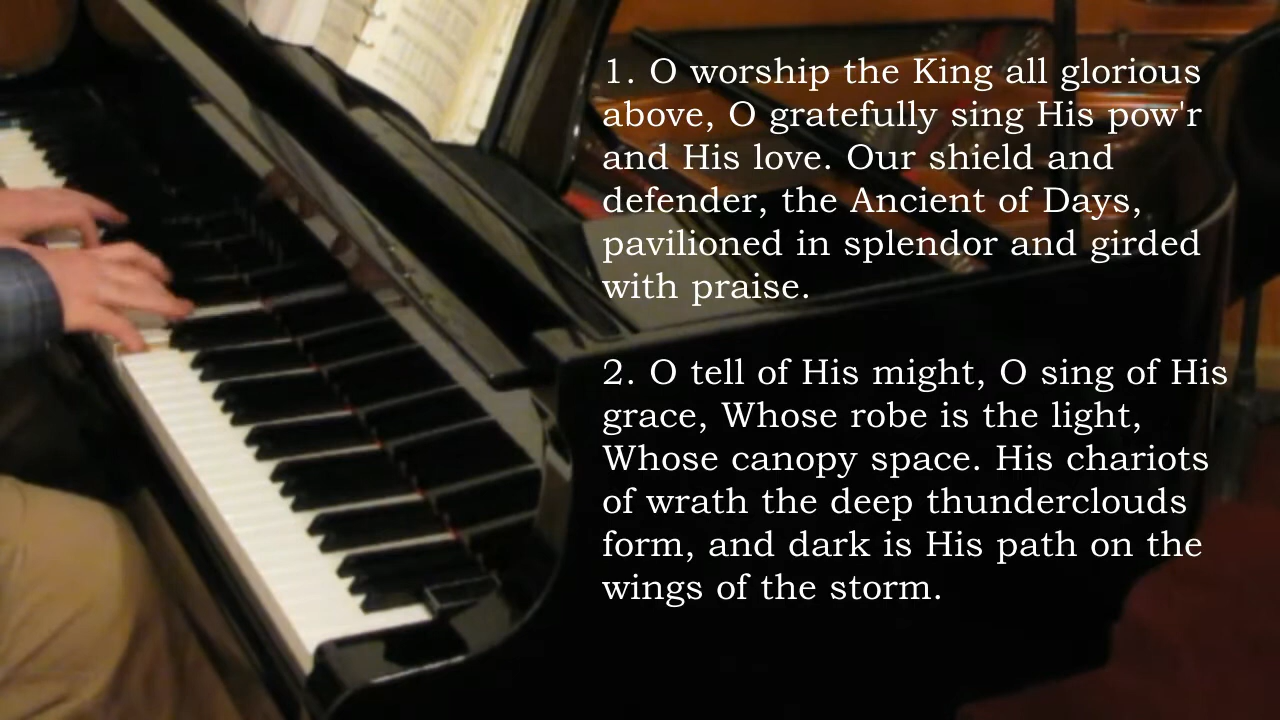 1. O worship the King all glorious
above, O gratefully sing His pow'r
and His love. Our shield and
defender, the Ancient of Days,
pavilioned in splendor and girded
with praise.
2. O tell of His might, O sing of His
grace, Whose robe is the light,
Whose canopy space. His chariots
of wrath the deep thunderclouds
form, and dark is His path on the
wings of the storm.